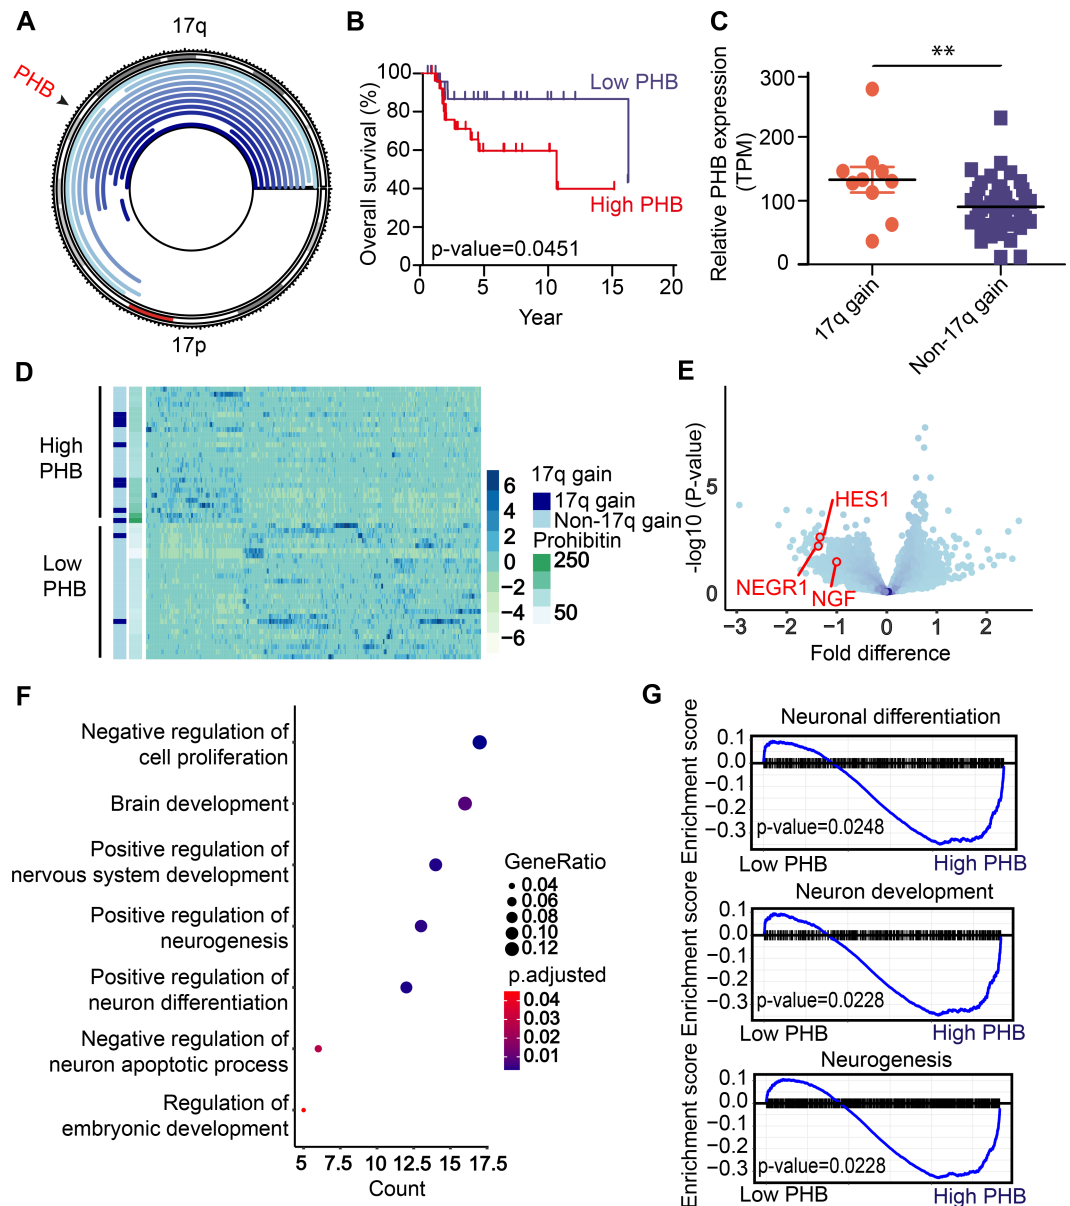 A
17q
PHB
17p
B
Overall survival (%)
100
80
60
40
20
0
Low PHB
High PHB
p-value=0.0451
0
5
10
15
20
Year
C
Relative PHB expression
(TPM)
300
200
100
0
**
17q gain
Non-17q gain
D
High
PHB
Low
PHB
6
4
2
0
−2
−4
−6
17q gain
17q gain
Non-17q gain
Prohibitin
250
50
E
-log10 (P-value)
5
0
HES1
NEGR1
NGF
−3
−2
−1
0
1
2
Fold difference
F
Negative regulation of
cell proliferation
Brain development
Positive regulation of
nervous system development
Positive regulation of
neurogenesis
Positive regulation of
neuron differentiation
Negative regulation of
neuron apoptotic process
Regulation of
embryonic development
5
7.5
10
12.5
15
17.5
Count
GeneRatio
0.04
0.06
0.08
0.10
0.12
p.adjusted
0.04
0.03
0.02
0.01
G
Neuronal differentiation
Enrichment score
0.1
0.0
−0.1
−0.2
−0.3
p-value=0.0248
Low PHB
High PHB
Neuron development
Enrichment score
0.1
0.0
−0.1
−0.2
−0.3
p-value=0.0228
Low PHB
High PHB
Neurogenesis
Enrichment score
0.1
0.0
−0.1
−0.2
−0.3
p-value=0.0228
Low PHB
High PHB